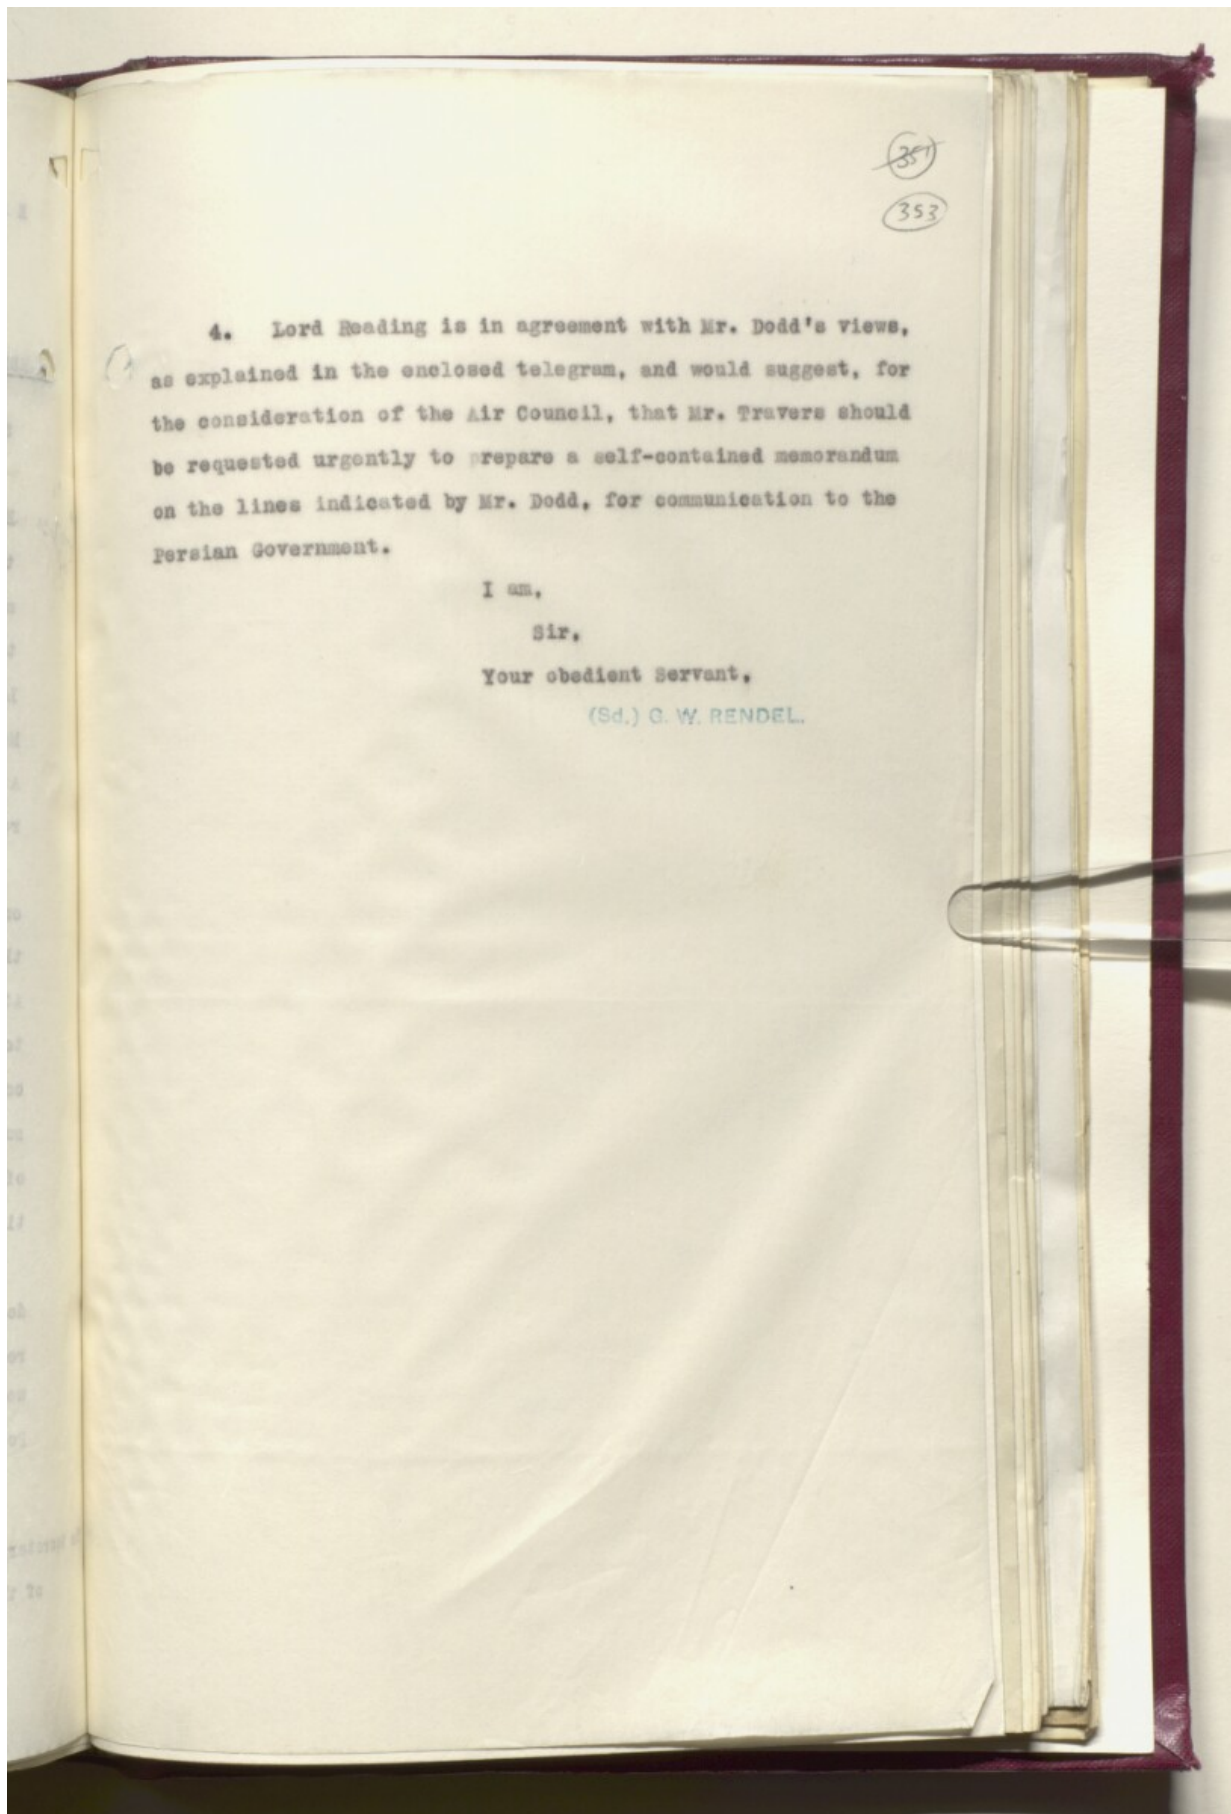 351
353
4. Lord Reading is in agreement with Mr. Dodd's views,
as explained in the enclosed telegram, and would suggest, for
the consideration of the Air Council, that Mr. Travers should
be requested urgently to prepare a self-contained memorandum
on the lines indicated by Mr. Dodd, for communication to the
Persian Government.
I am,
Sir,
Your obedient Servant,
(Sd.) G. W. RENDEL.